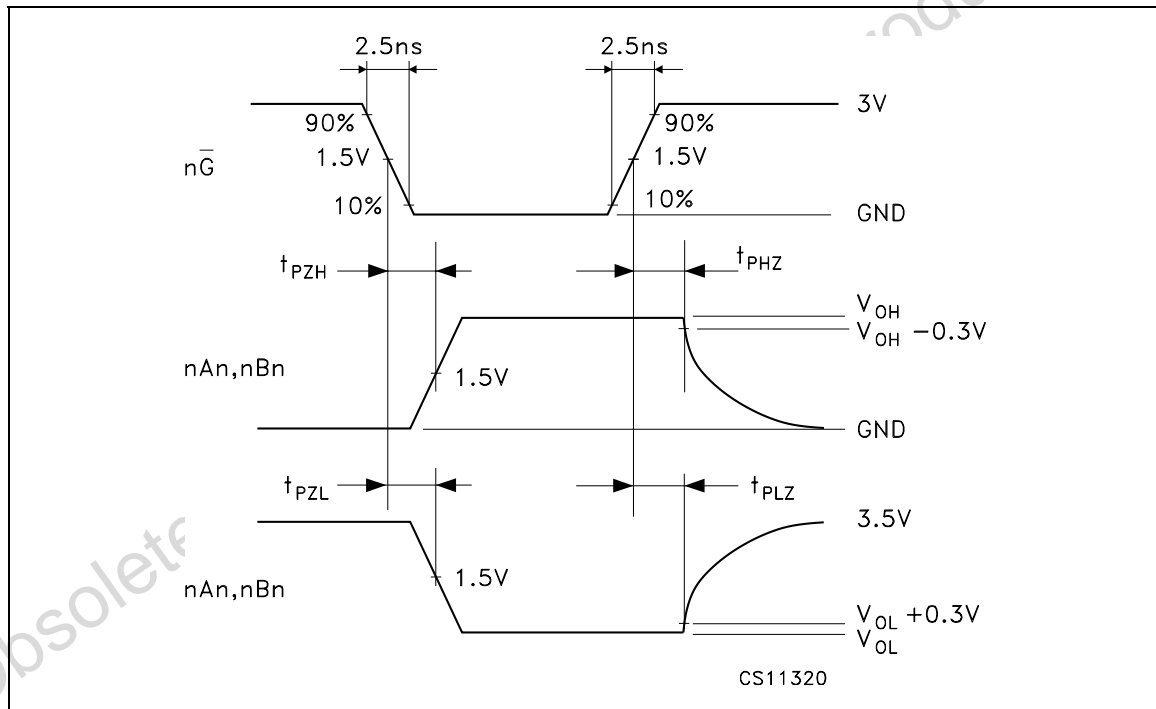 2.5ns 2.5ns
3V
90% 90%
nG̅ 1.5V 1.5V
10% 10%
GND
tPZH tPHZ
VOH
VOH −0.3V
nAn,nBn 1.5V
GND
tPZL tPLZ
3.5V
nAn,nBn 1.5V
VOL +0.3V
VOL
CS11320